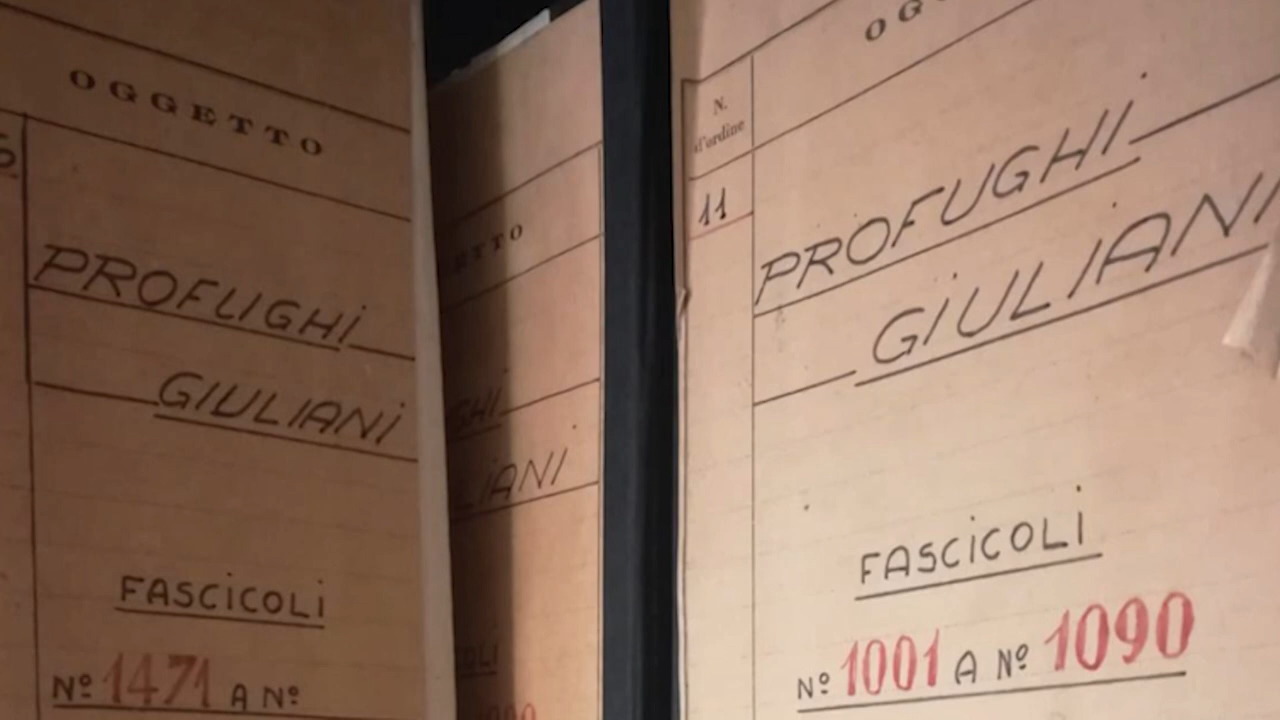 OGGETTO
PROFUGHI
GIULIANI
FASCICOLI
Nº 1471 A Nº
N.
d'ordine
11
PROFUGHI
GIULIANI
FASCICOLI
Nº 1001 A Nº 1090